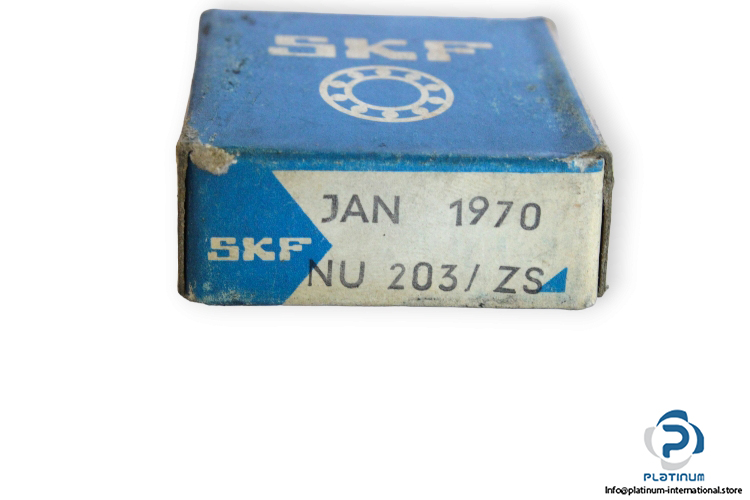 SKF
JAN 1970
SKF
NU 203/ ZS
PLATINUM
Info@platinum-international.store